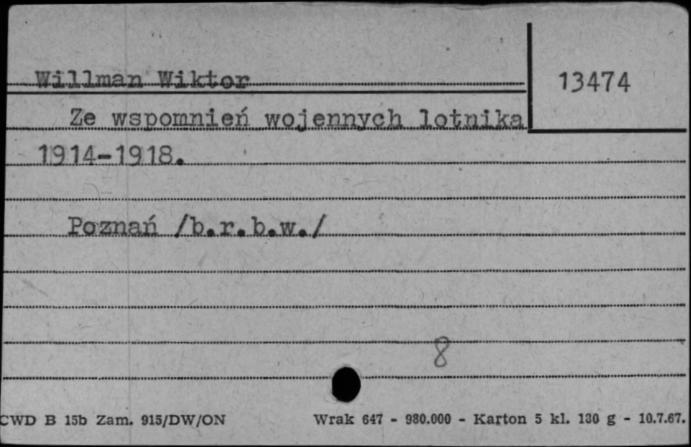 Willman Wiktor
13474
Ze wspomnień wojennych lotnika
1914-1918.
Poznań /b.r.b.w./
8
CWD B 15b Zam. 915/DW/ON
Wrak 647 - 980.000 - Karton 5 kl. 130 g - 10.7.67.